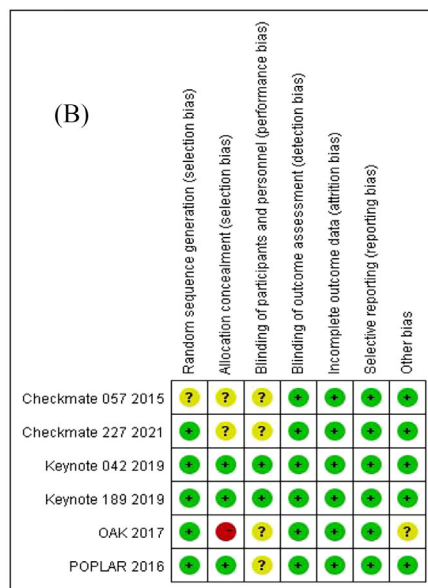 (B)
Random sequence generation (selection bias)
Allocation concealment (selection bias)
Blinding of participants and personnel (performance bias)
Blinding of outcome assessment (detection bias)
Incomplete outcome data (attrition bias)
Selective reporting (reporting bias)
Other bias
Checkmate 057 2015 ? ? ? + + + +
Checkmate 227 2021 + ? ? + + + +
Keynote 042 2019 + + + + + + +
Keynote 189 2019 + + + + + + +
OAK 2017 + - ? + + + ?
POPLAR 2016 + + ? + + + +